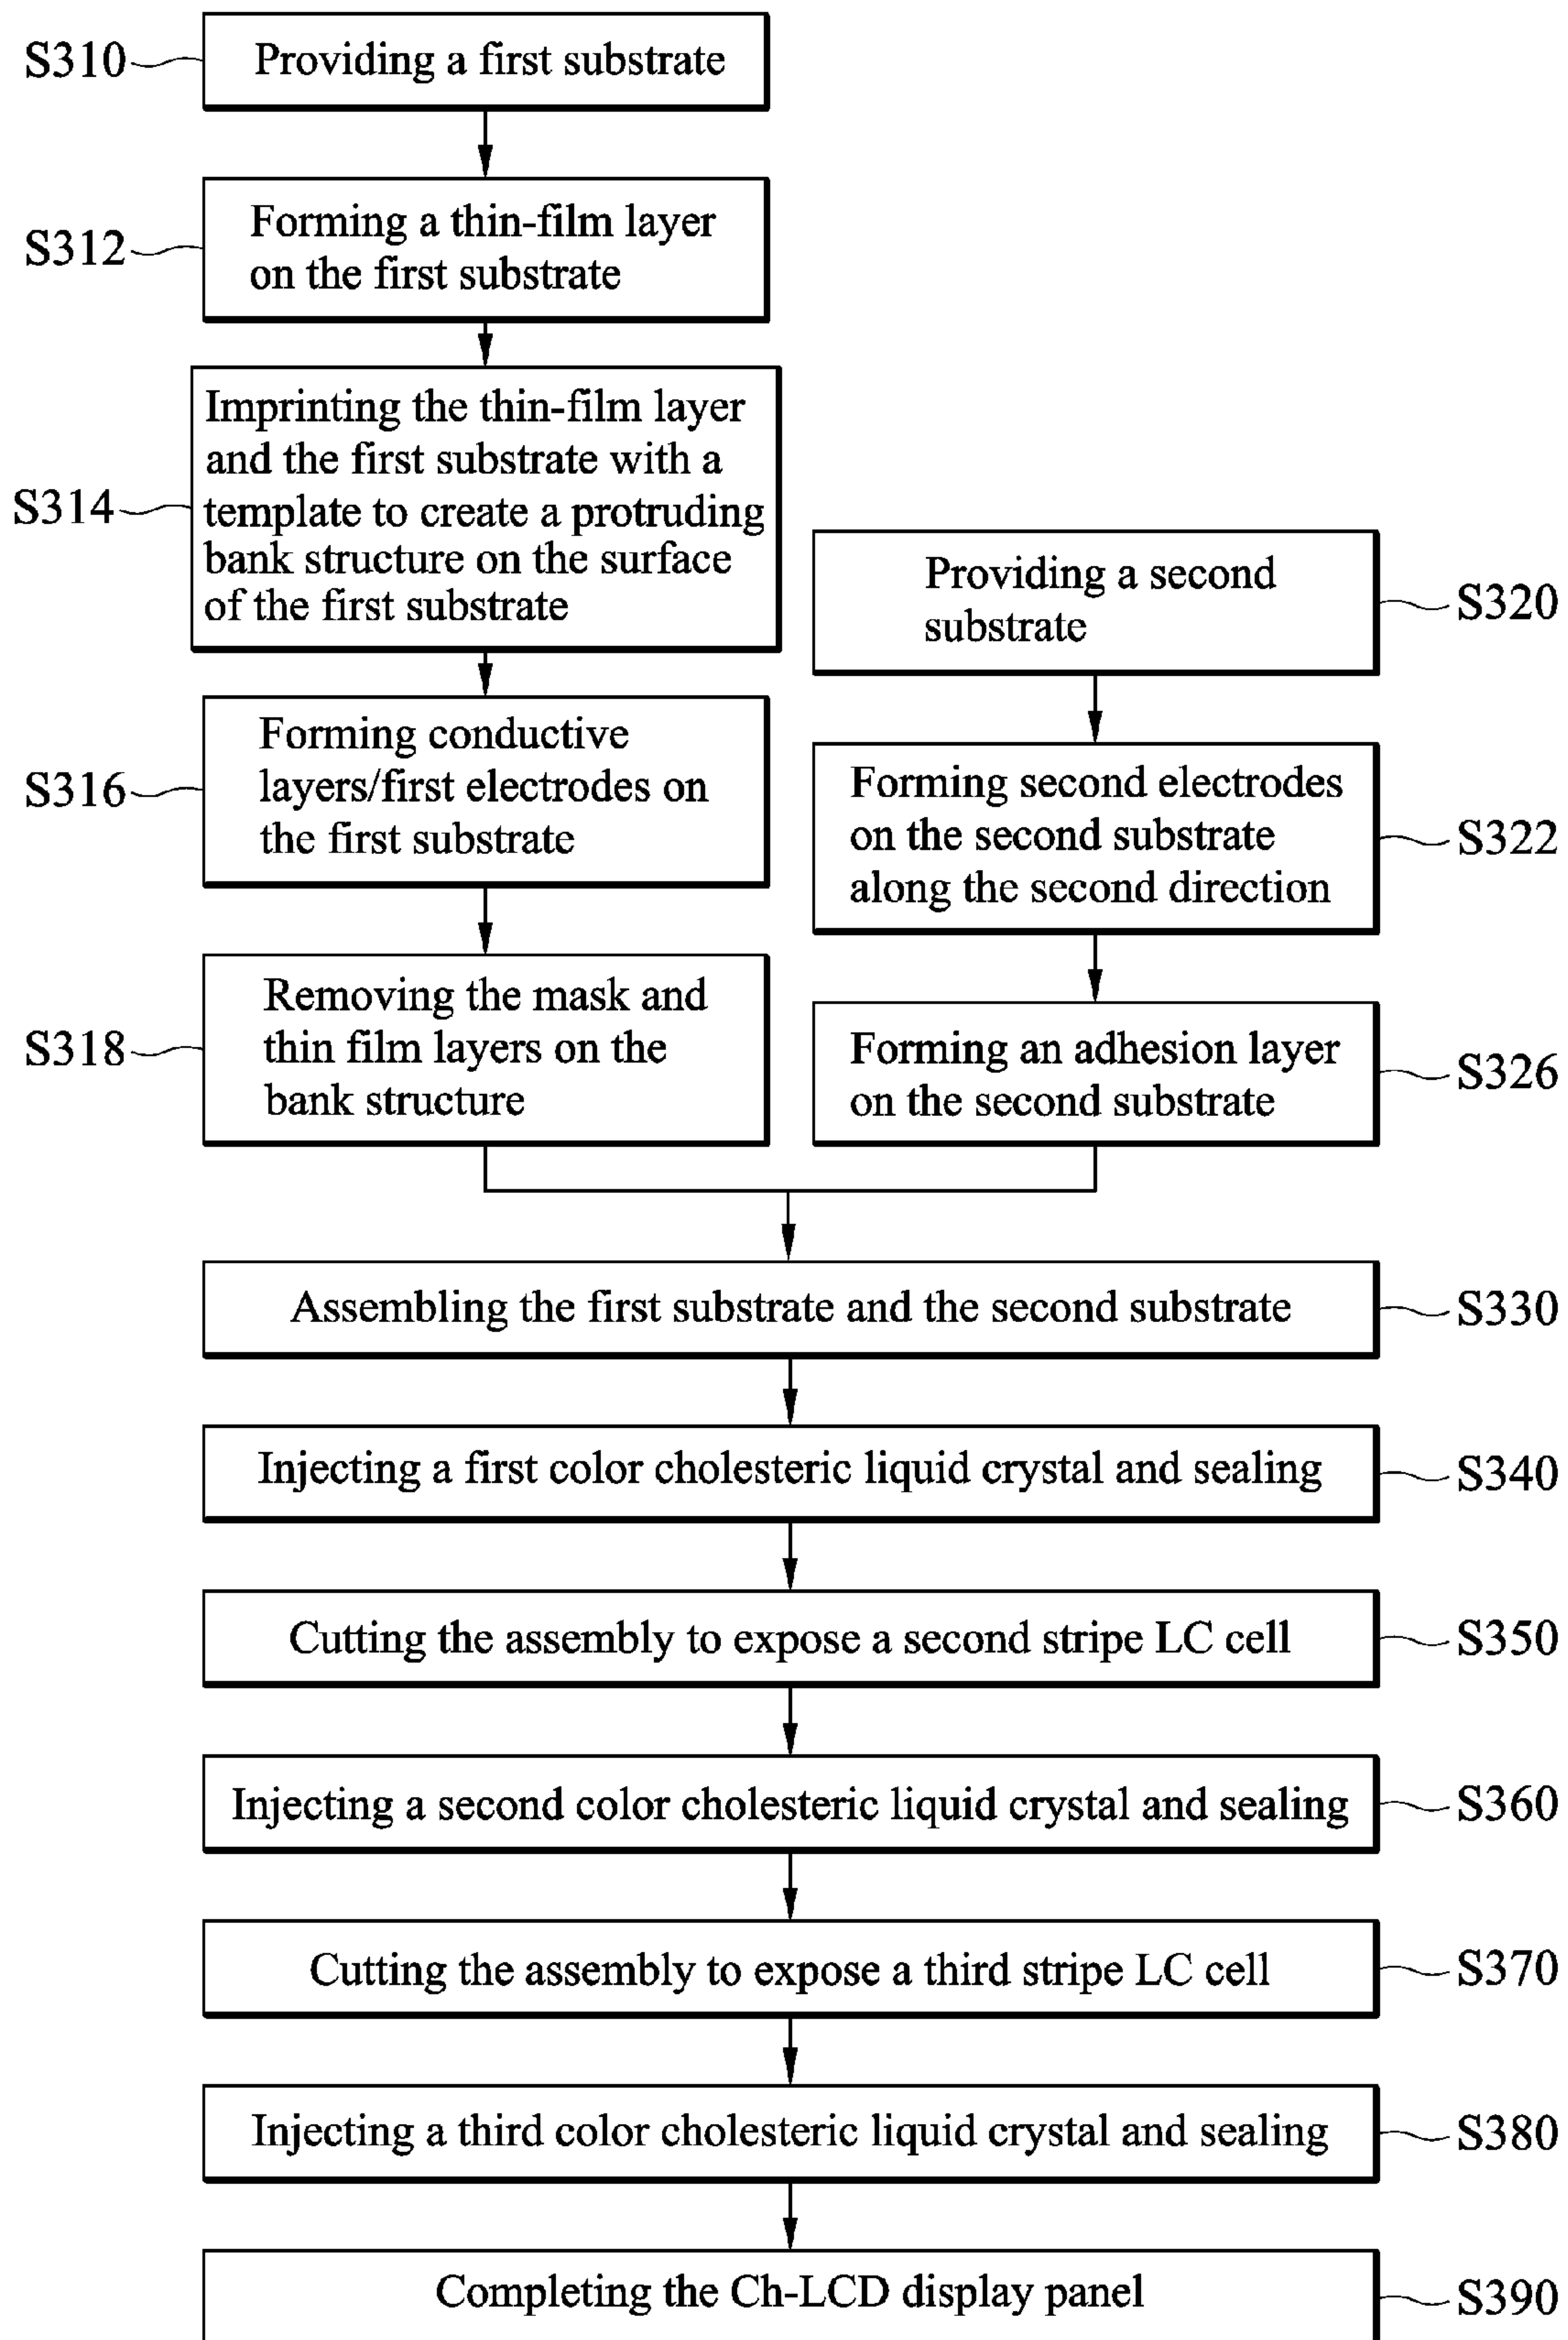 S310
Providing a first substrate
S312
Forming a thin-film layer
on the first substrate
S314
Imprinting the thin-film layer
and the first substrate with a
template to create a protruding
bank structure on the surface
of the first substrate
S316
Forming conductive
layers/first electrodes on
the first substrate
S318
Removing the mask and
thin film layers on the
bank structure
Providing a second
substrate
S320
Forming second electrodes
on the second substrate
along the second direction
S322
Forming an adhesion layer
on the second substrate
S326
Assembling the first substrate and the second substrate
S330
Injecting a first color cholesteric liquid crystal and sealing
S340
Cutting the assembly to expose a second stripe LC cell
S350
Injecting a second color cholesteric liquid crystal and sealing
S360
Cutting the assembly to expose a third stripe LC cell
S370
Injecting a third color cholesteric liquid crystal and sealing
S380
Completing the Ch-LCD display panel
S390